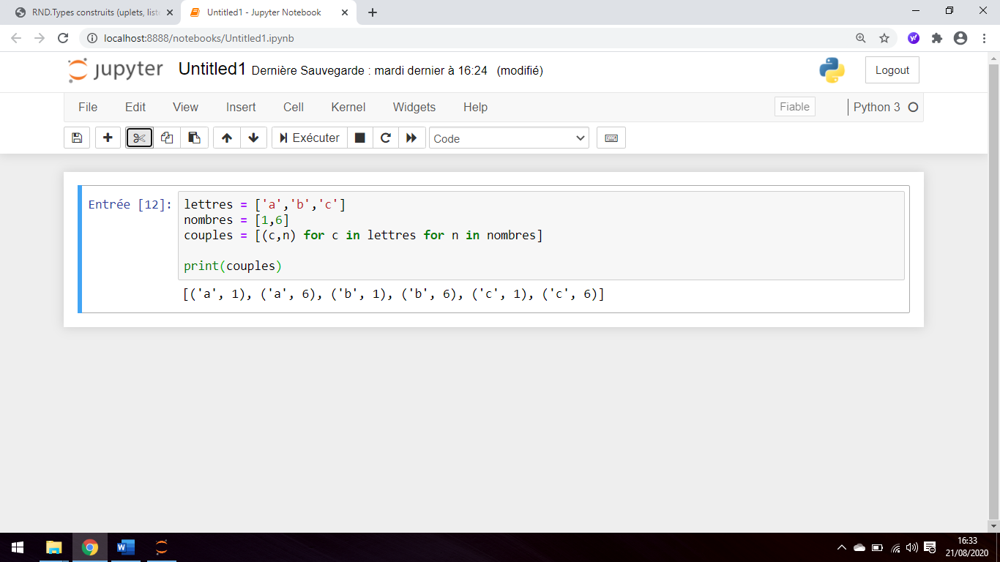 RND.Types construits (uplets, list
Untitled1 - Jupyter Notebook
localhost:8888/notebooks/Untitled1.ipynb
jupyter Untitled1 Dernière Sauvegarde : mardi dernier à 16:24 (modifié)
Logout
File Edit View Insert Cell Kernel Widgets Help
Fiable
Python 3
Exécuter
Code
Entrée [12]:
lettres = ['a','b','c']
nombres = [1,6]
couples = [(c,n) for c in lettres for n in nombres]
print(couples)
[('a', 1), ('a', 6), ('b', 1), ('b', 6), ('c', 1), ('c', 6)]
16:33
21/08/2020